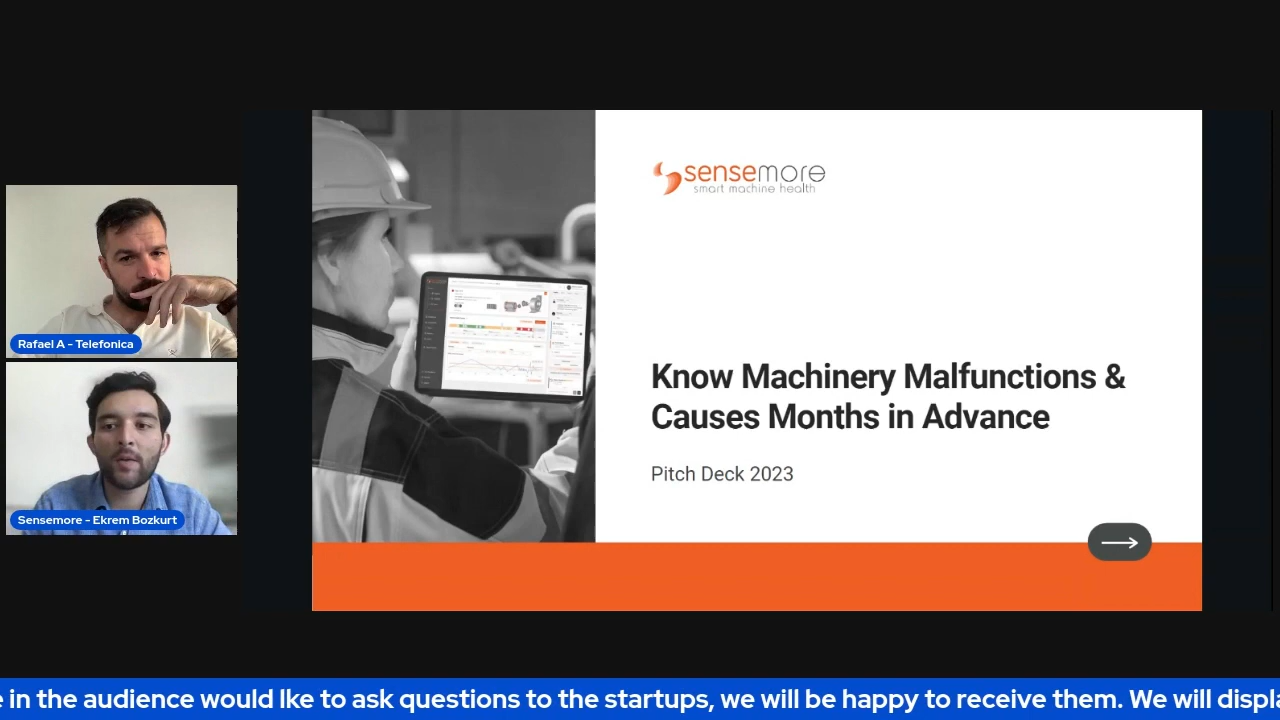 sensemore
smart machine health
Know Machinery Malfunctions &
Causes Months in Advance
Pitch Deck 2023
Rafael A - Telefonica
Sensemore - Ekrem Bozkurt
in the audience would lke to ask questions to the startups, we will be happy to receive them. We will displa